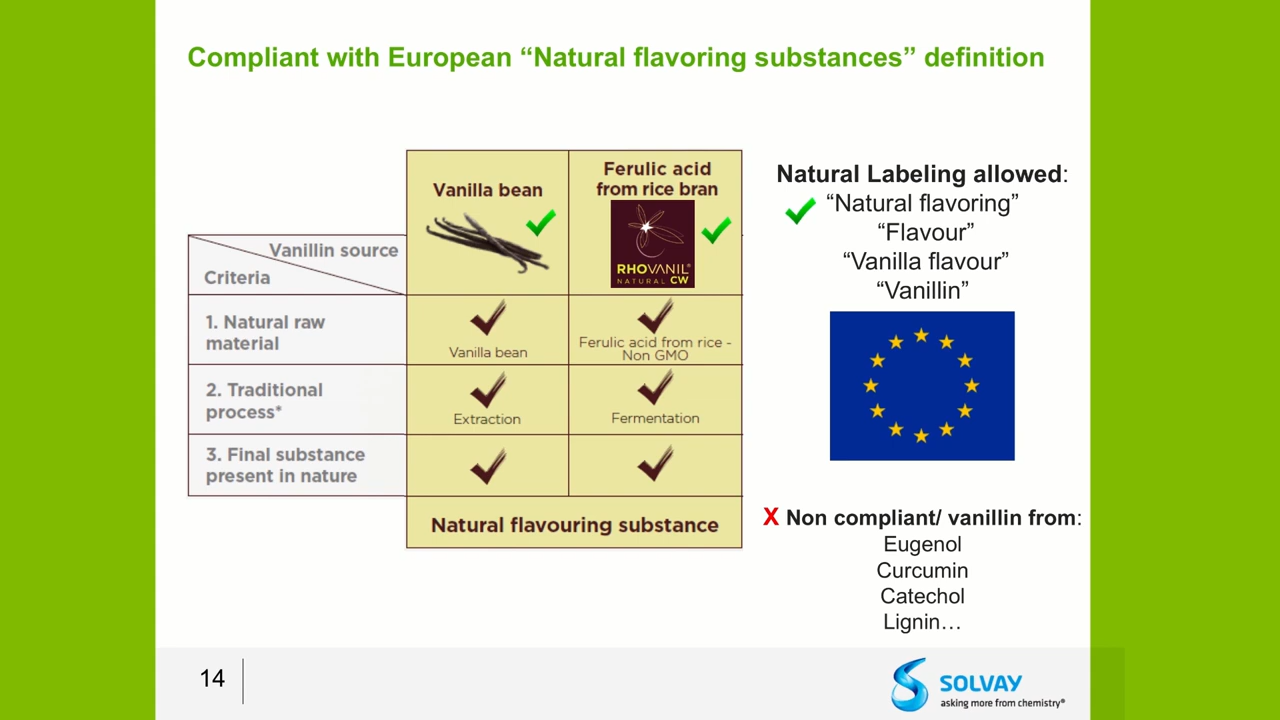 Compliant with European “Natural flavoring substances” definition
Vanilla bean
Ferulic acid
from rice bran
RHOVANIL®
NATURAL CW
Vanillin source
Criteria
1. Natural raw
material
Vanilla bean
Ferulic acid from rice -
Non GMO
2. Traditional
process*
Extraction
Fermentation
3. Final substance
present in nature
Natural flavouring substance
Natural Labeling allowed:
“Natural flavoring”
“Flavour”
“Vanilla flavour”
“Vanillin”
X Non compliant/ vanillin from:
Eugenol
Curcumin
Catechol
Lignin…
14
SOLVAY
asking more from chemistry®